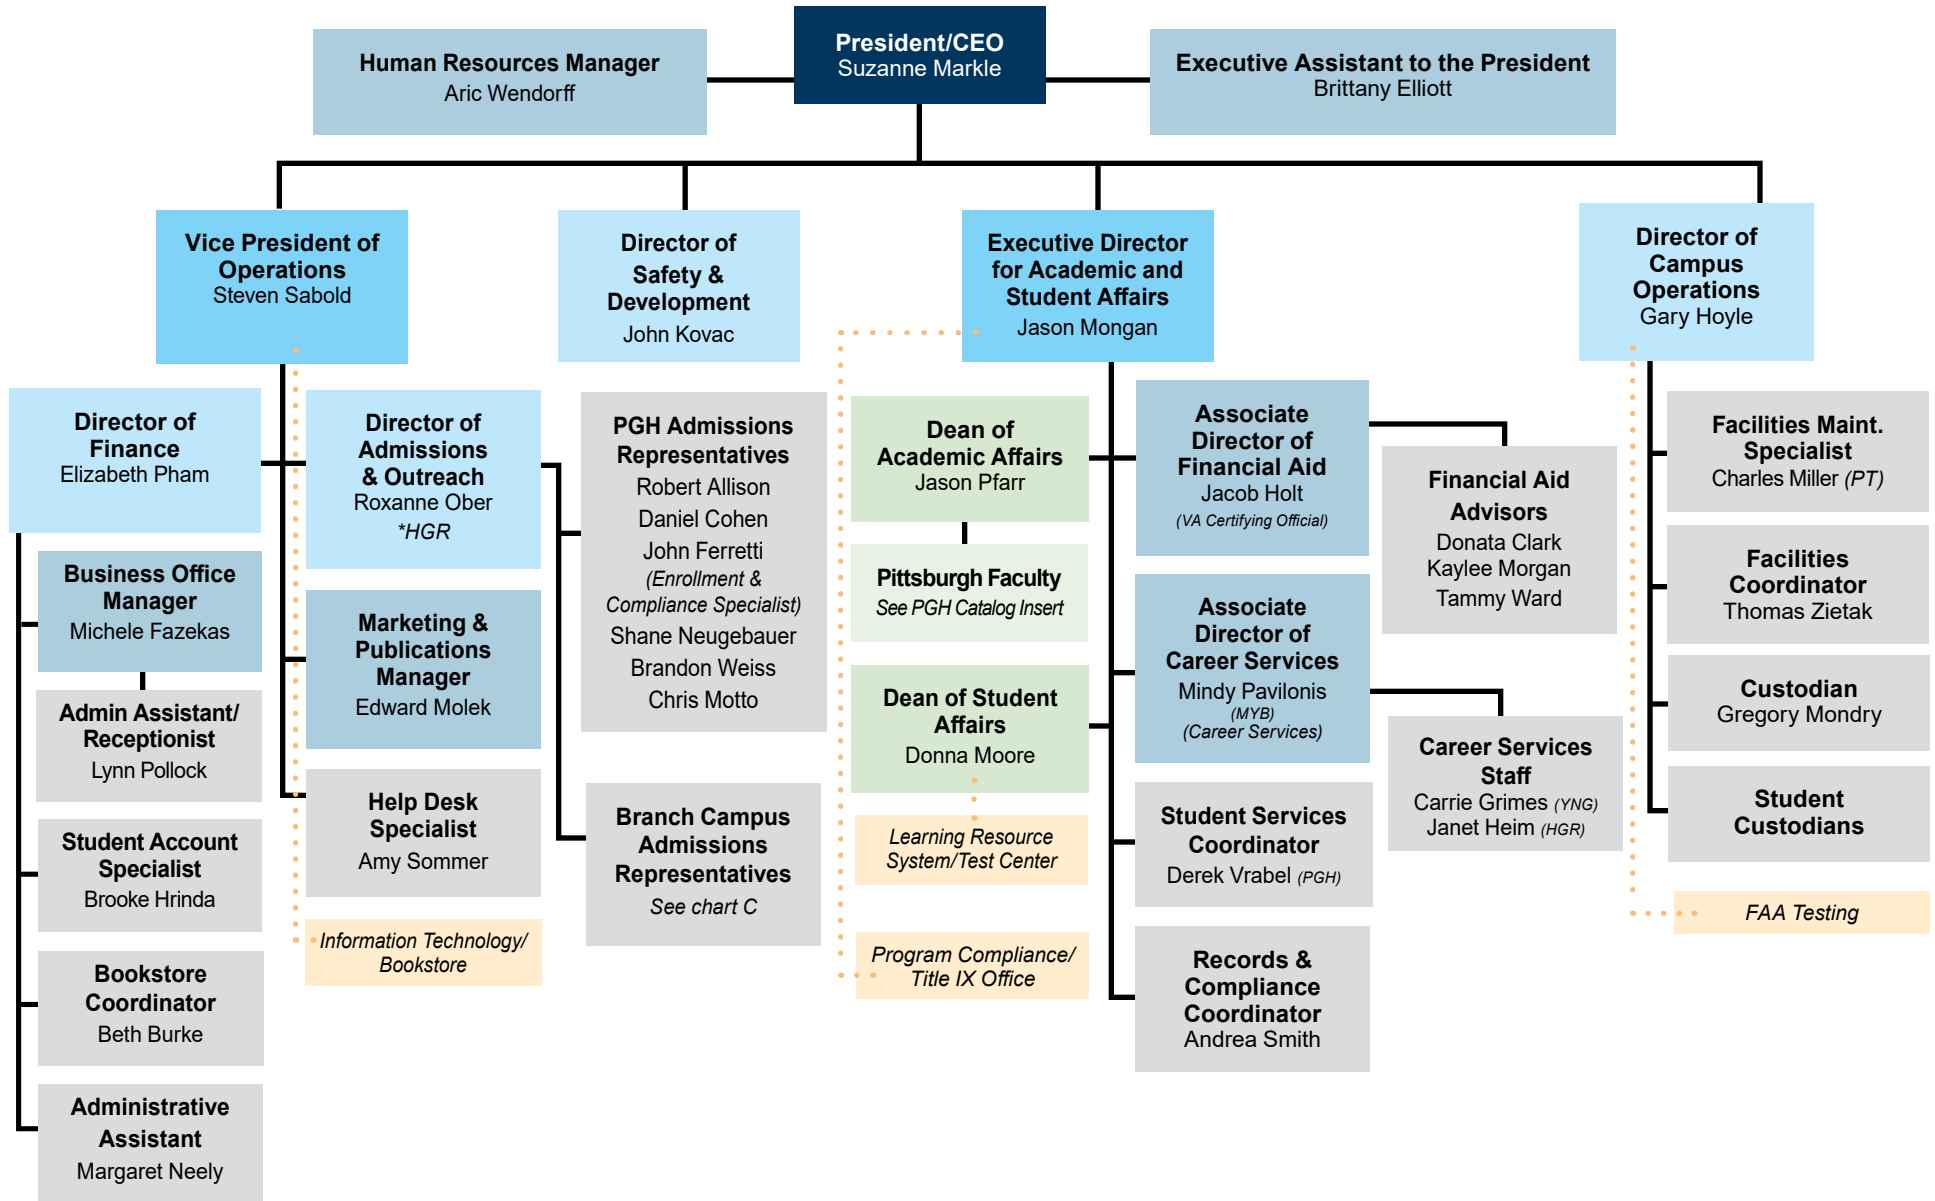 President/CEO
Suzanne Markle
Human Resources Manager
Aric Wendorff
Executive Assistant to the President
Brittany Elliott
Vice President of
Operations
Steven Sabold
Director of
Safety &
Development
John Kovac
Executive Director
for Academic and
Student Affairs
Jason Mongan
Director of
Campus
Operations
Gary Hoyle
Director of
Finance
Elizabeth Pham
Business Office
Manager
Michele Fazekas
Admin Assistant/
Receptionist
Lynn Pollock
Student Account
Specialist
Brooke Hrinda
Bookstore
Coordinator
Beth Burke
Administrative
Assistant
Margaret Neely
Director of
Admissions
& Outreach
Roxanne Ober
*HGR
Marketing &
Publications
Manager
Edward Molek
Help Desk
Specialist
Amy Sommer
Information Technology/
Bookstore
PGH Admissions
Representatives
Robert Allison
Daniel Cohen
John Ferretti
(Enrollment &
Compliance Specialist)
Shane Neugebauer
Brandon Weiss
Chris Motto
Branch Campus
Admissions
Representatives
See chart C
Dean of
Academic Affairs
Jason Pfarr
Pittsburgh Faculty
See PGH Catalog Insert
Dean of Student
Affairs
Donna Moore
Learning Resource
System/Test Center
Program Compliance/
Title IX Office
Associate
Director of
Financial Aid
Jacob Holt
(VA Certifying Official)
Associate
Director of
Career Services
Mindy Pavilonis
(MYB)
(Career Services)
Student Services
Coordinator
Derek Vrabel (PGH)
Records &
Compliance
Coordinator
Andrea Smith
Financial Aid
Advisors
Donata Clark
Kaylee Morgan
Tammy Ward
Career Services
Staff
Carrie Grimes (YNG)
Janet Heim (HGR)
Facilities Maint.
Specialist
Charles Miller (PT)
Facilities
Coordinator
Thomas Zietak
Custodian
Gregory Mondry
Student
Custodians
FAA Testing